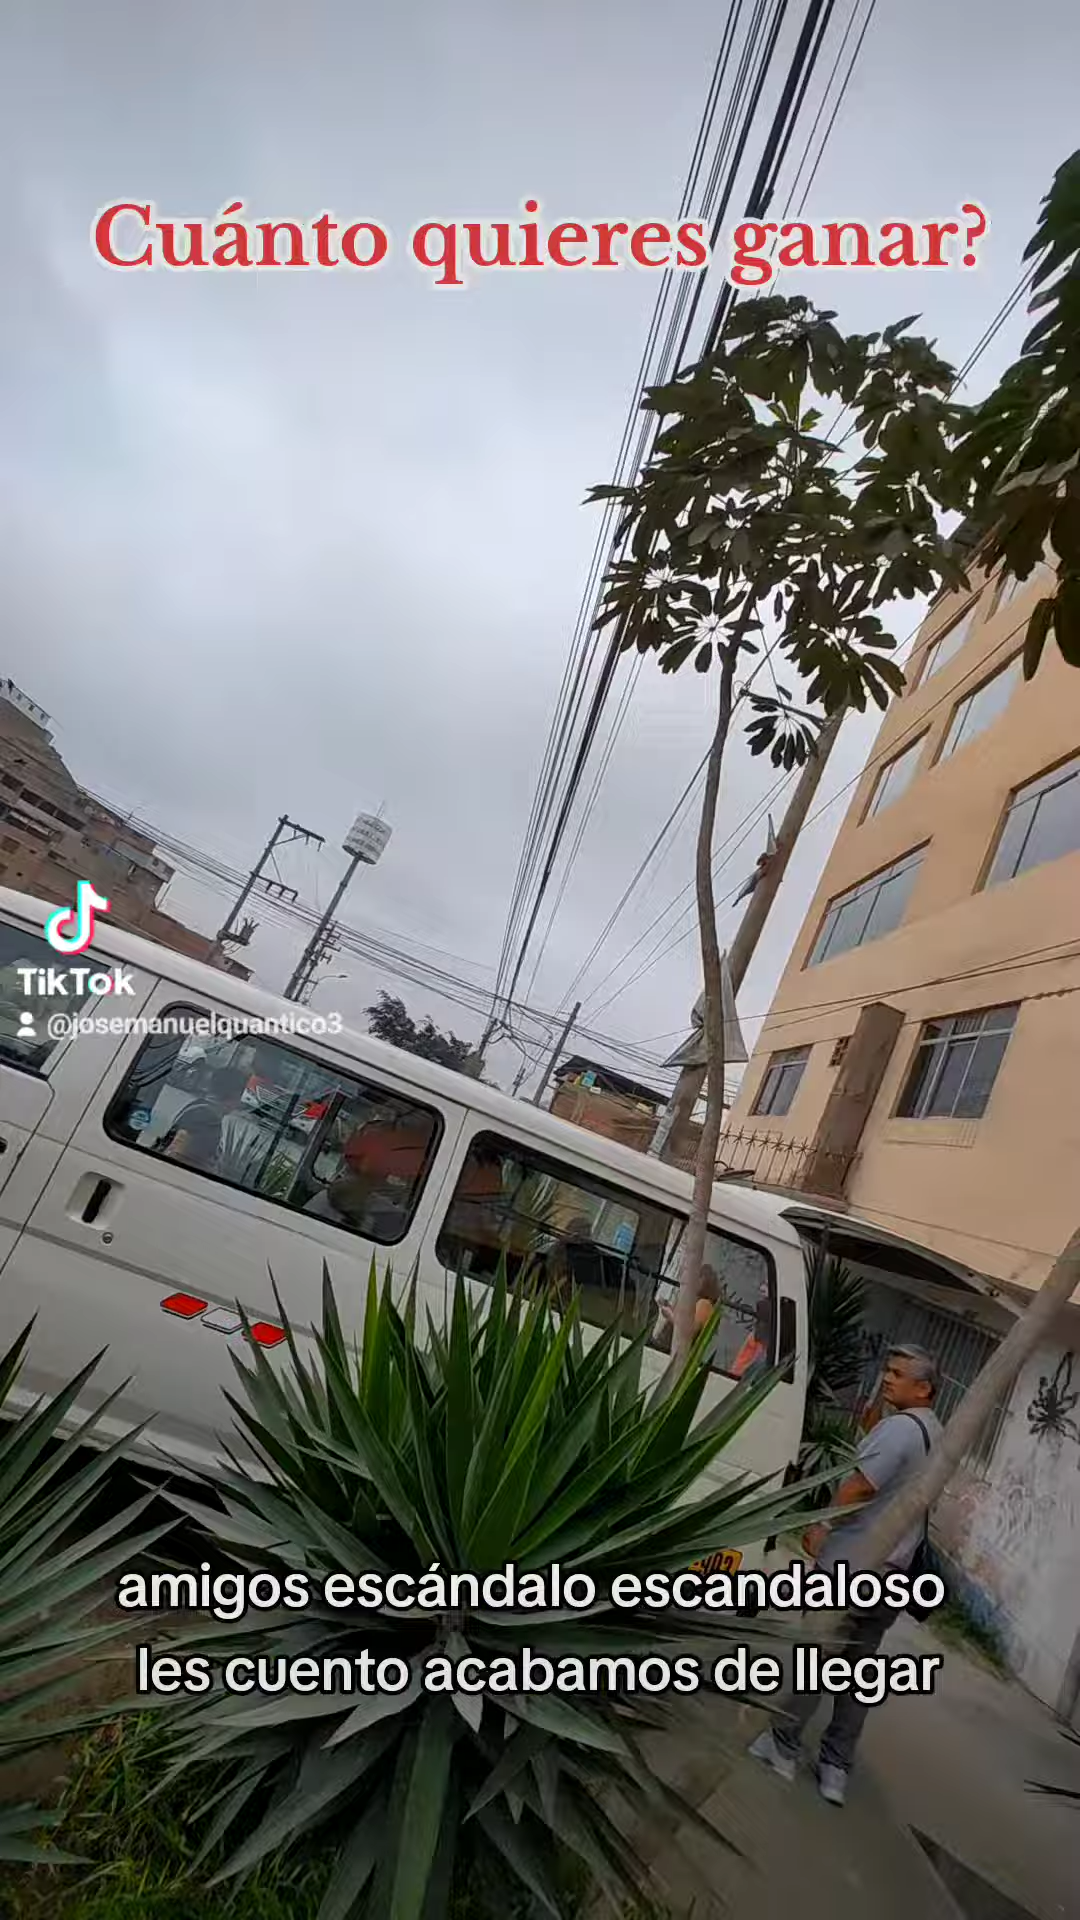 Cuánto quieres ganar?
TikTok
@josemanuelquantico3
amigos escándalo escandaloso
les cuento acabamos de llegar